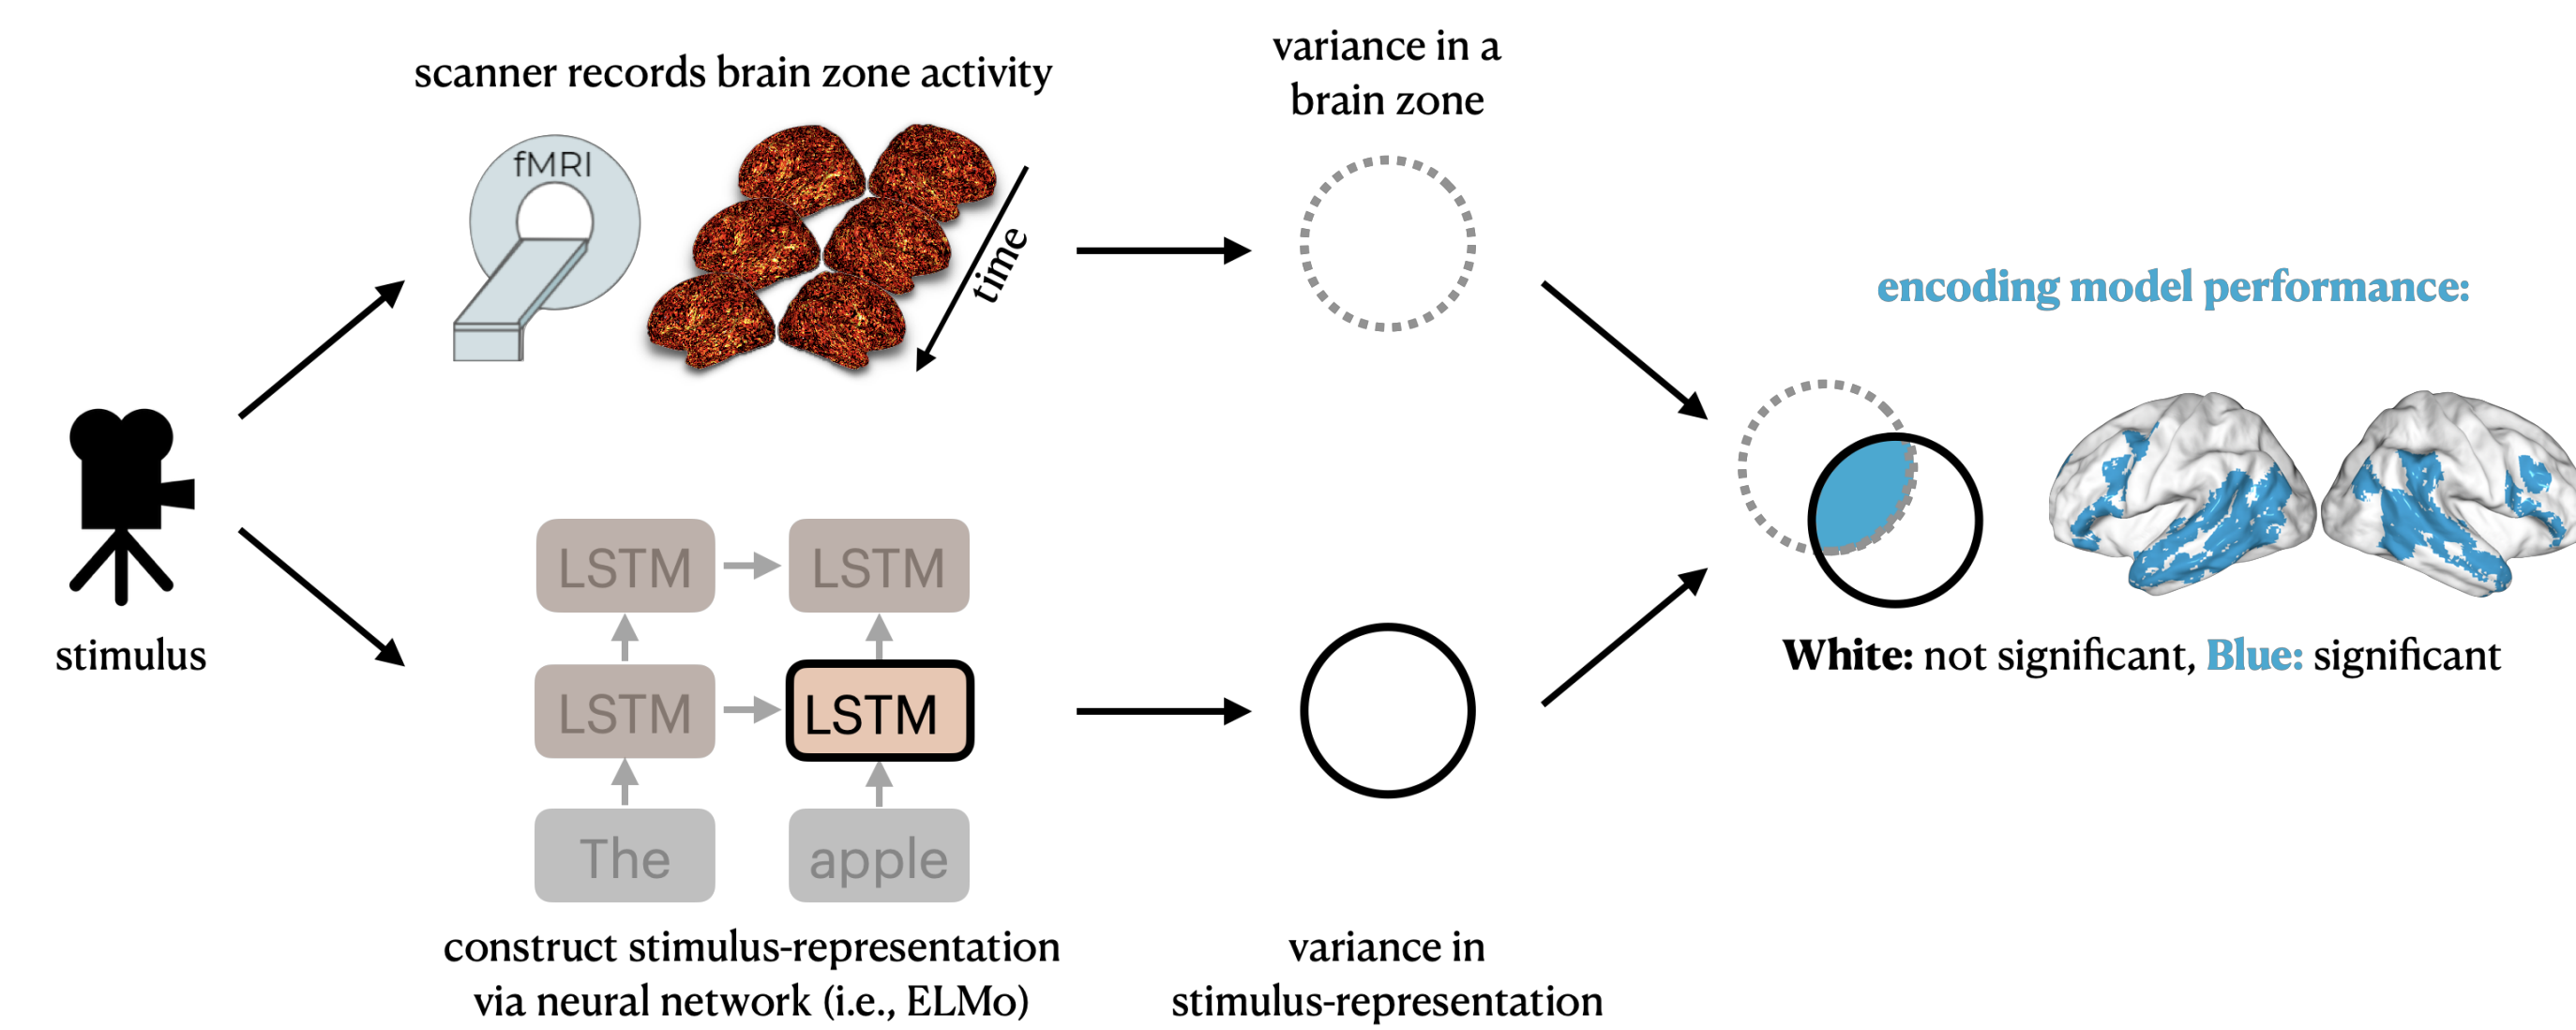 scanner records brain zone activity
fMRI
time
variance in a
brain zone
stimulus
LSTM
LSTM
LSTM
LSTM
The
apple
construct stimulus-representation
via neural network (i.e., ELMo)
variance in
stimulus-representation
encoding model performance:
White: not significant, Blue: significant